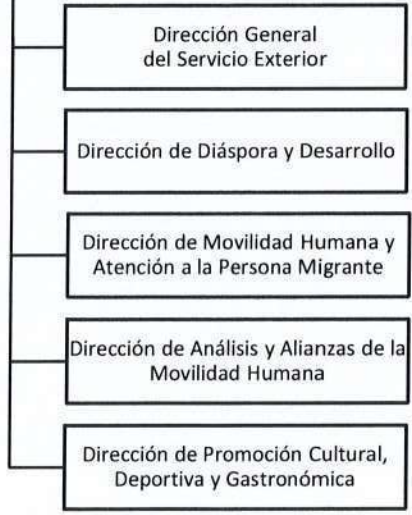 Dirección General
del Servicio Exterior
Dirección de Diáspora y Desarrollo
Dirección de Movilidad Humana y
Atención a la Persona Migrante
Dirección de Análisis y Alianzas de la
Movilidad Humana
Dirección de Promoción Cultural,
Deportiva y Gastronómica